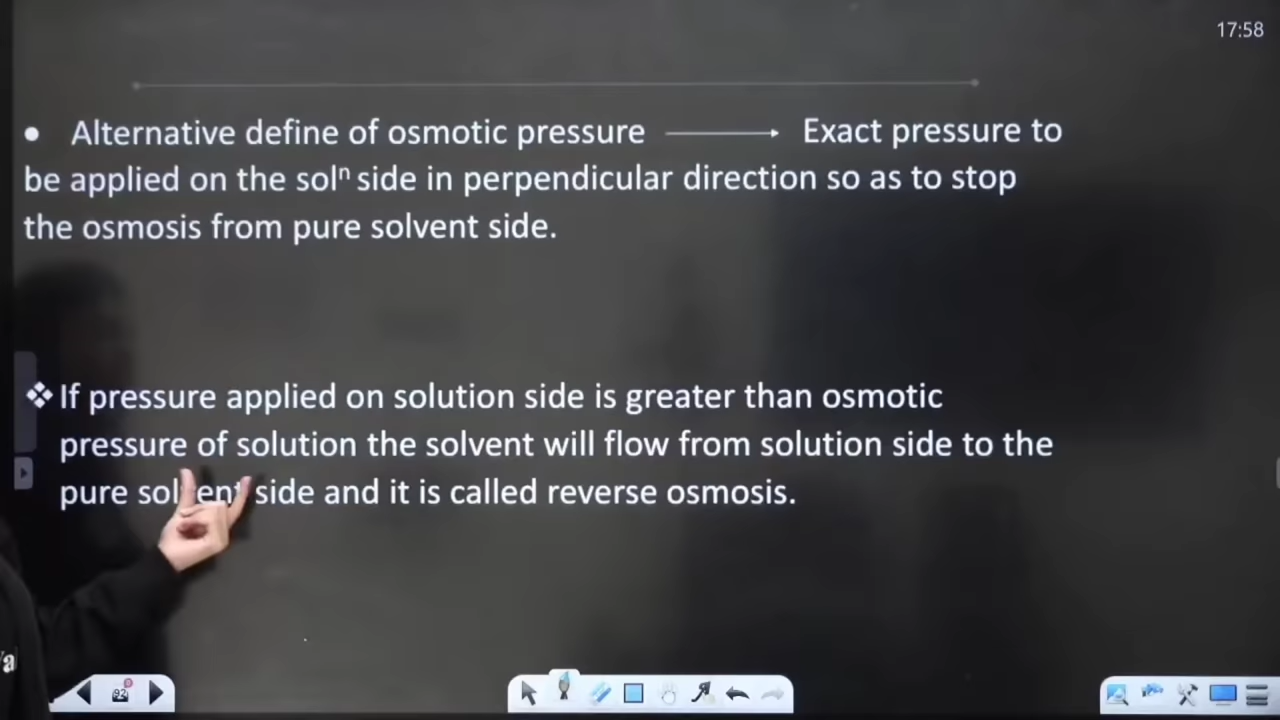 17:58
● Alternative define of osmotic pressure → Exact pressure to
be applied on the solⁿ side in perpendicular direction so as to stop
the osmosis from pure solvent side.
❖ If pressure applied on solution side is greater than osmotic
pressure of solution the solvent will flow from solution side to the
pure solvent side and it is called reverse osmosis.
92